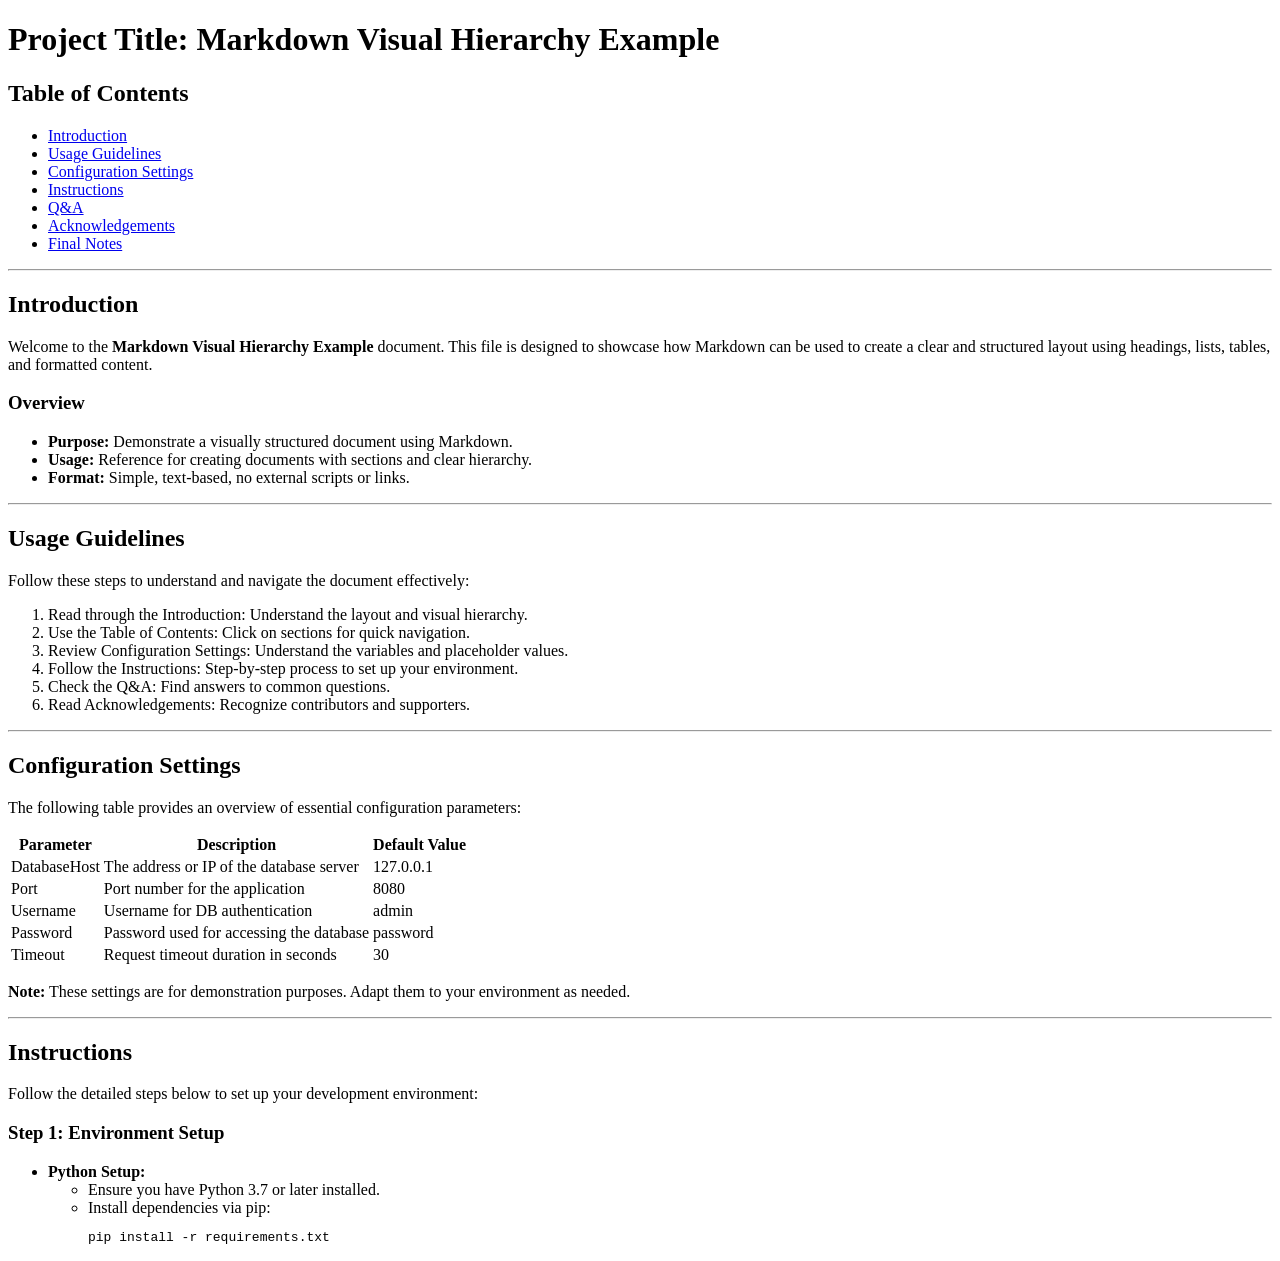 Project Title: Markdown Visual Hierarchy Example
Table of Contents
Introduction
Usage Guidelines
Configuration Settings
Instructions
Q&A
Acknowledgements
Final Notes
Introduction
Welcome to the Markdown Visual Hierarchy Example document. This file is designed to showcase how Markdown can be used to create a clear and structured layout using headings, lists, tables,
and formatted content.
Overview
Purpose: Demonstrate a visually structured document using Markdown.
Usage: Reference for creating documents with sections and clear hierarchy.
Format: Simple, text-based, no external scripts or links.
Usage Guidelines
Follow these steps to understand and navigate the document effectively:
1. Read through the Introduction: Understand the layout and visual hierarchy.
2. Use the Table of Contents: Click on sections for quick navigation.
3. Review Configuration Settings: Understand the variables and placeholder values.
4. Follow the Instructions: Step-by-step process to set up your environment.
5. Check the Q&A: Find answers to common questions.
6. Read Acknowledgements: Recognize contributors and supporters.
Configuration Settings
The following table provides an overview of essential configuration parameters:
Parameter Description Default Value
DatabaseHost The address or IP of the database server 127.0.0.1
Port Port number for the application 8080
Username Username for DB authentication admin
Password Password used for accessing the database password
Timeout Request timeout duration in seconds 30
Note: These settings are for demonstration purposes. Adapt them to your environment as needed.
Instructions
Follow the detailed steps below to set up your development environment:
Step 1: Environment Setup
Python Setup:
Ensure you have Python 3.7 or later installed.
Install dependencies via pip:
pip install -r requirements.txt